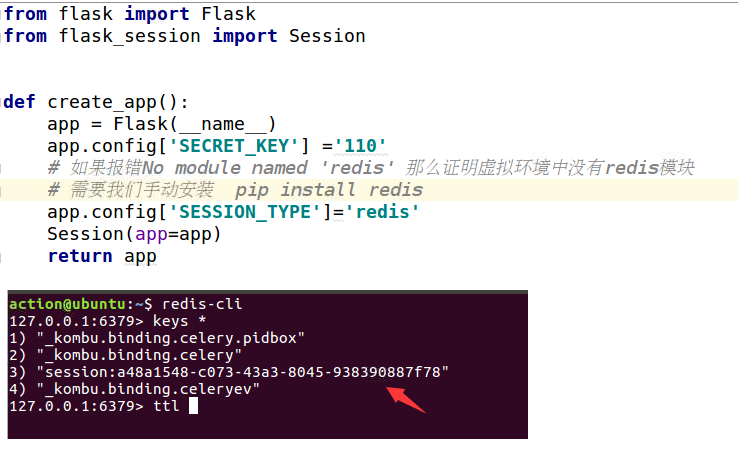 from flask import Flask
from flask_session import Session
def create_app():
app = Flask(__name__)
app.config['SECRET_KEY'] ='110'
# 如果报错No module named 'redis' 那么证明虚拟环境中没有redis模块
# 需要我们手动安装  pip install redis
app.config['SESSION_TYPE']='redis'
Session(app=app)
return app
action@ubuntu:~$ redis-cli
127.0.0.1:6379> keys *
1) "_kombu.binding.celery.pidbox"
2) "_kombu.binding.celery"
3) "session:a48a1548-c073-43a3-8045-938390887f78"
4) "_kombu.binding.celeryev"
127.0.0.1:6379> ttl